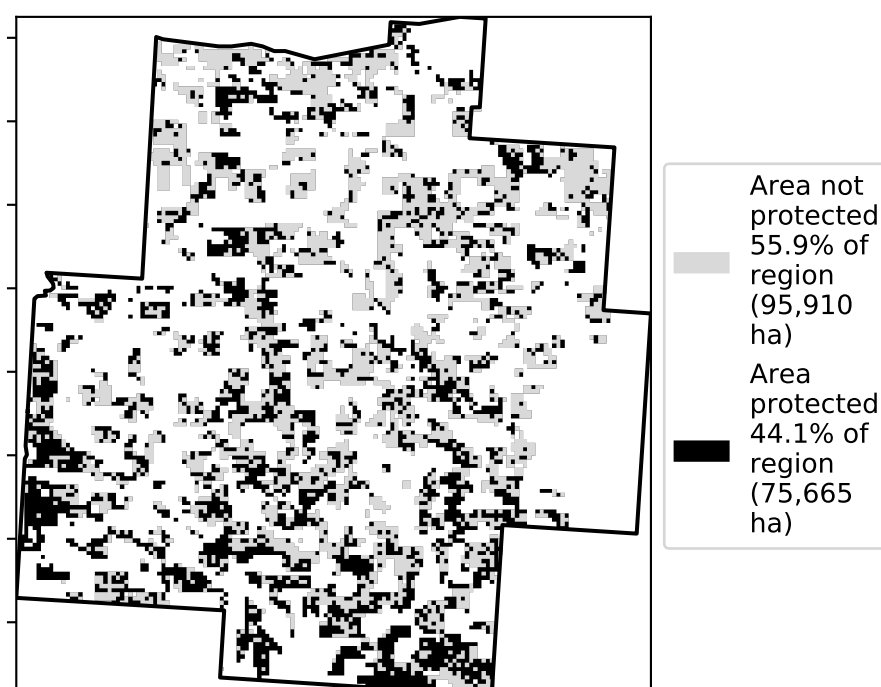 Area not
protected
55.9% of
region
(95,910
ha)
Area
protected
44.1% of
region
(75,665
ha)